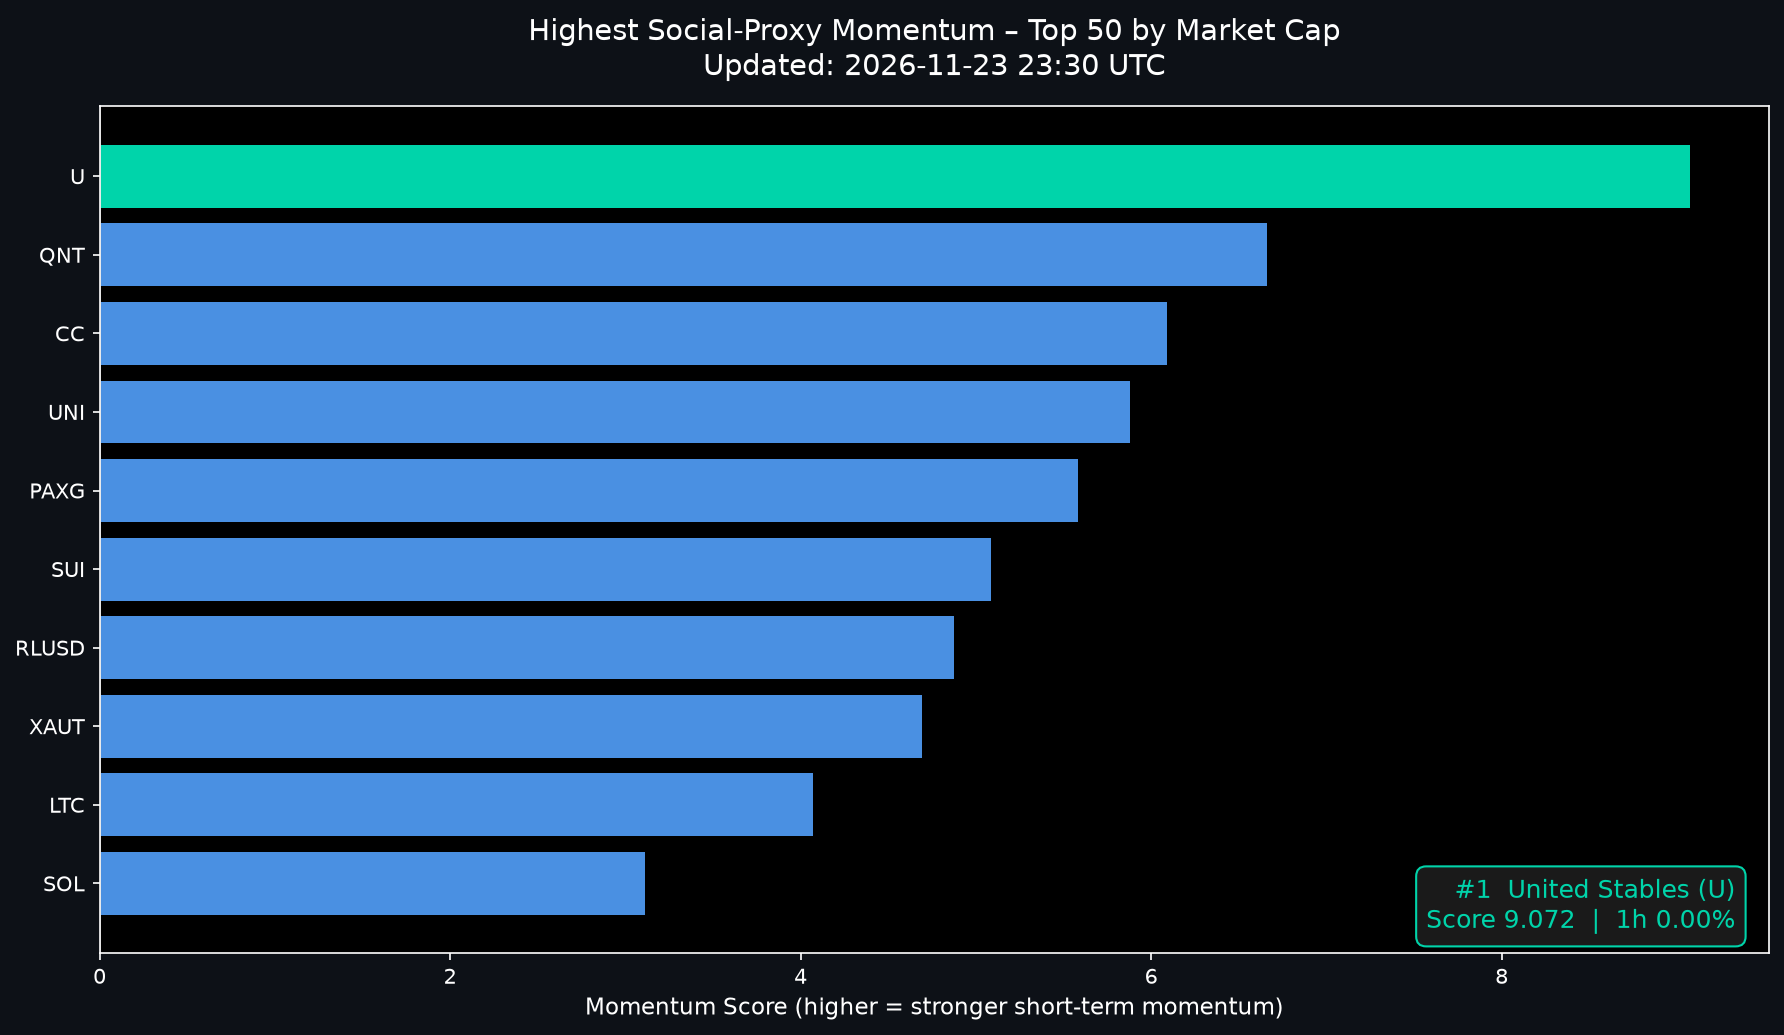 Highest Social-Proxy Momentum – Top 50 by Market Cap
Updated: 2026-11-23 23:30 UTC
U
QNT
CC
UNI
PAXG
SUI
RLUSD
XAUT
LTC
SOL
#1  United Stables (U)
Score 9.072  |  1h 0.00%
0 2 4 6 8
Momentum Score (higher = stronger short-term momentum)